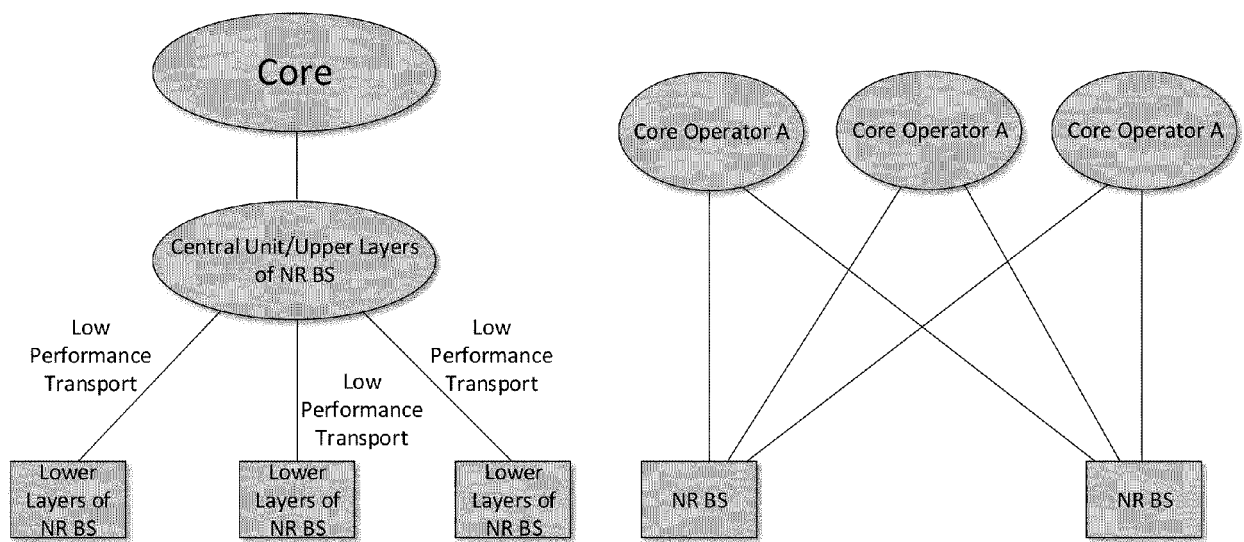 Core
Central Unit/Upper Layers
of NR BS
Low
Performance
Transport
Low
Performance
Transport
Low
Performance
Transport
Lower
Layers of
NR BS
Lower
Layers of
NR BS
Lower
Layers of
NR BS
Core Operator A
Core Operator A
Core Operator A
NR BS
NR BS